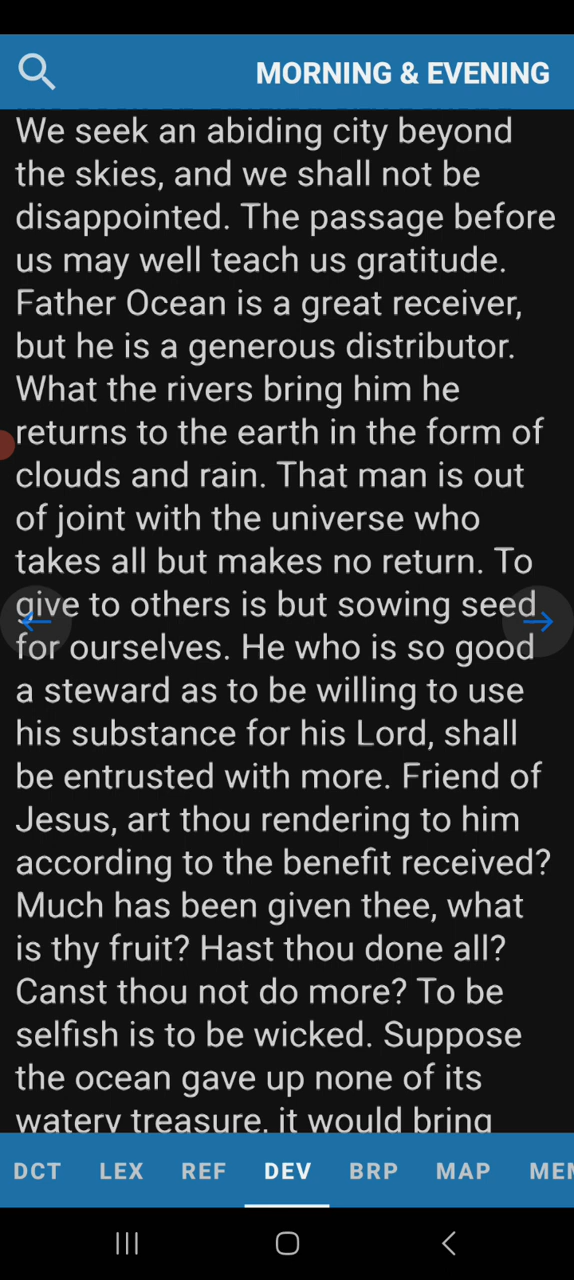 MORNING & EVENING
We seek an abiding city beyond
the skies, and we shall not be
disappointed. The passage before
us may well teach us gratitude.
Father Ocean is a great receiver,
but he is a generous distributor.
What the rivers bring him he
returns to the earth in the form of
clouds and rain. That man is out
of joint with the universe who
takes all but makes no return. To
give to others is but sowing seed
for ourselves. He who is so good
a steward as to be willing to use
his substance for his Lord, shall
be entrusted with more. Friend of
Jesus, art thou rendering to him
according to the benefit received?
Much has been given thee, what
is thy fruit? Hast thou done all?
Canst thou not do more? To be
selfish is to be wicked. Suppose
the ocean gave up none of its
watery treasure, it would bring
DCT LEX REF DEV BRP MAP